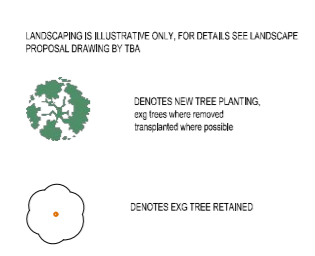 LANDSCAPING IS ILLUSTRATIVE ONLY, FOR DETAILS SEE LANDSCAPE
PROPOSAL DRAWING BY TBA
DENOTES NEW TREE PLANTING,
exg trees where removed
transplanted where possible
DENOTES EXG TREE RETAINED